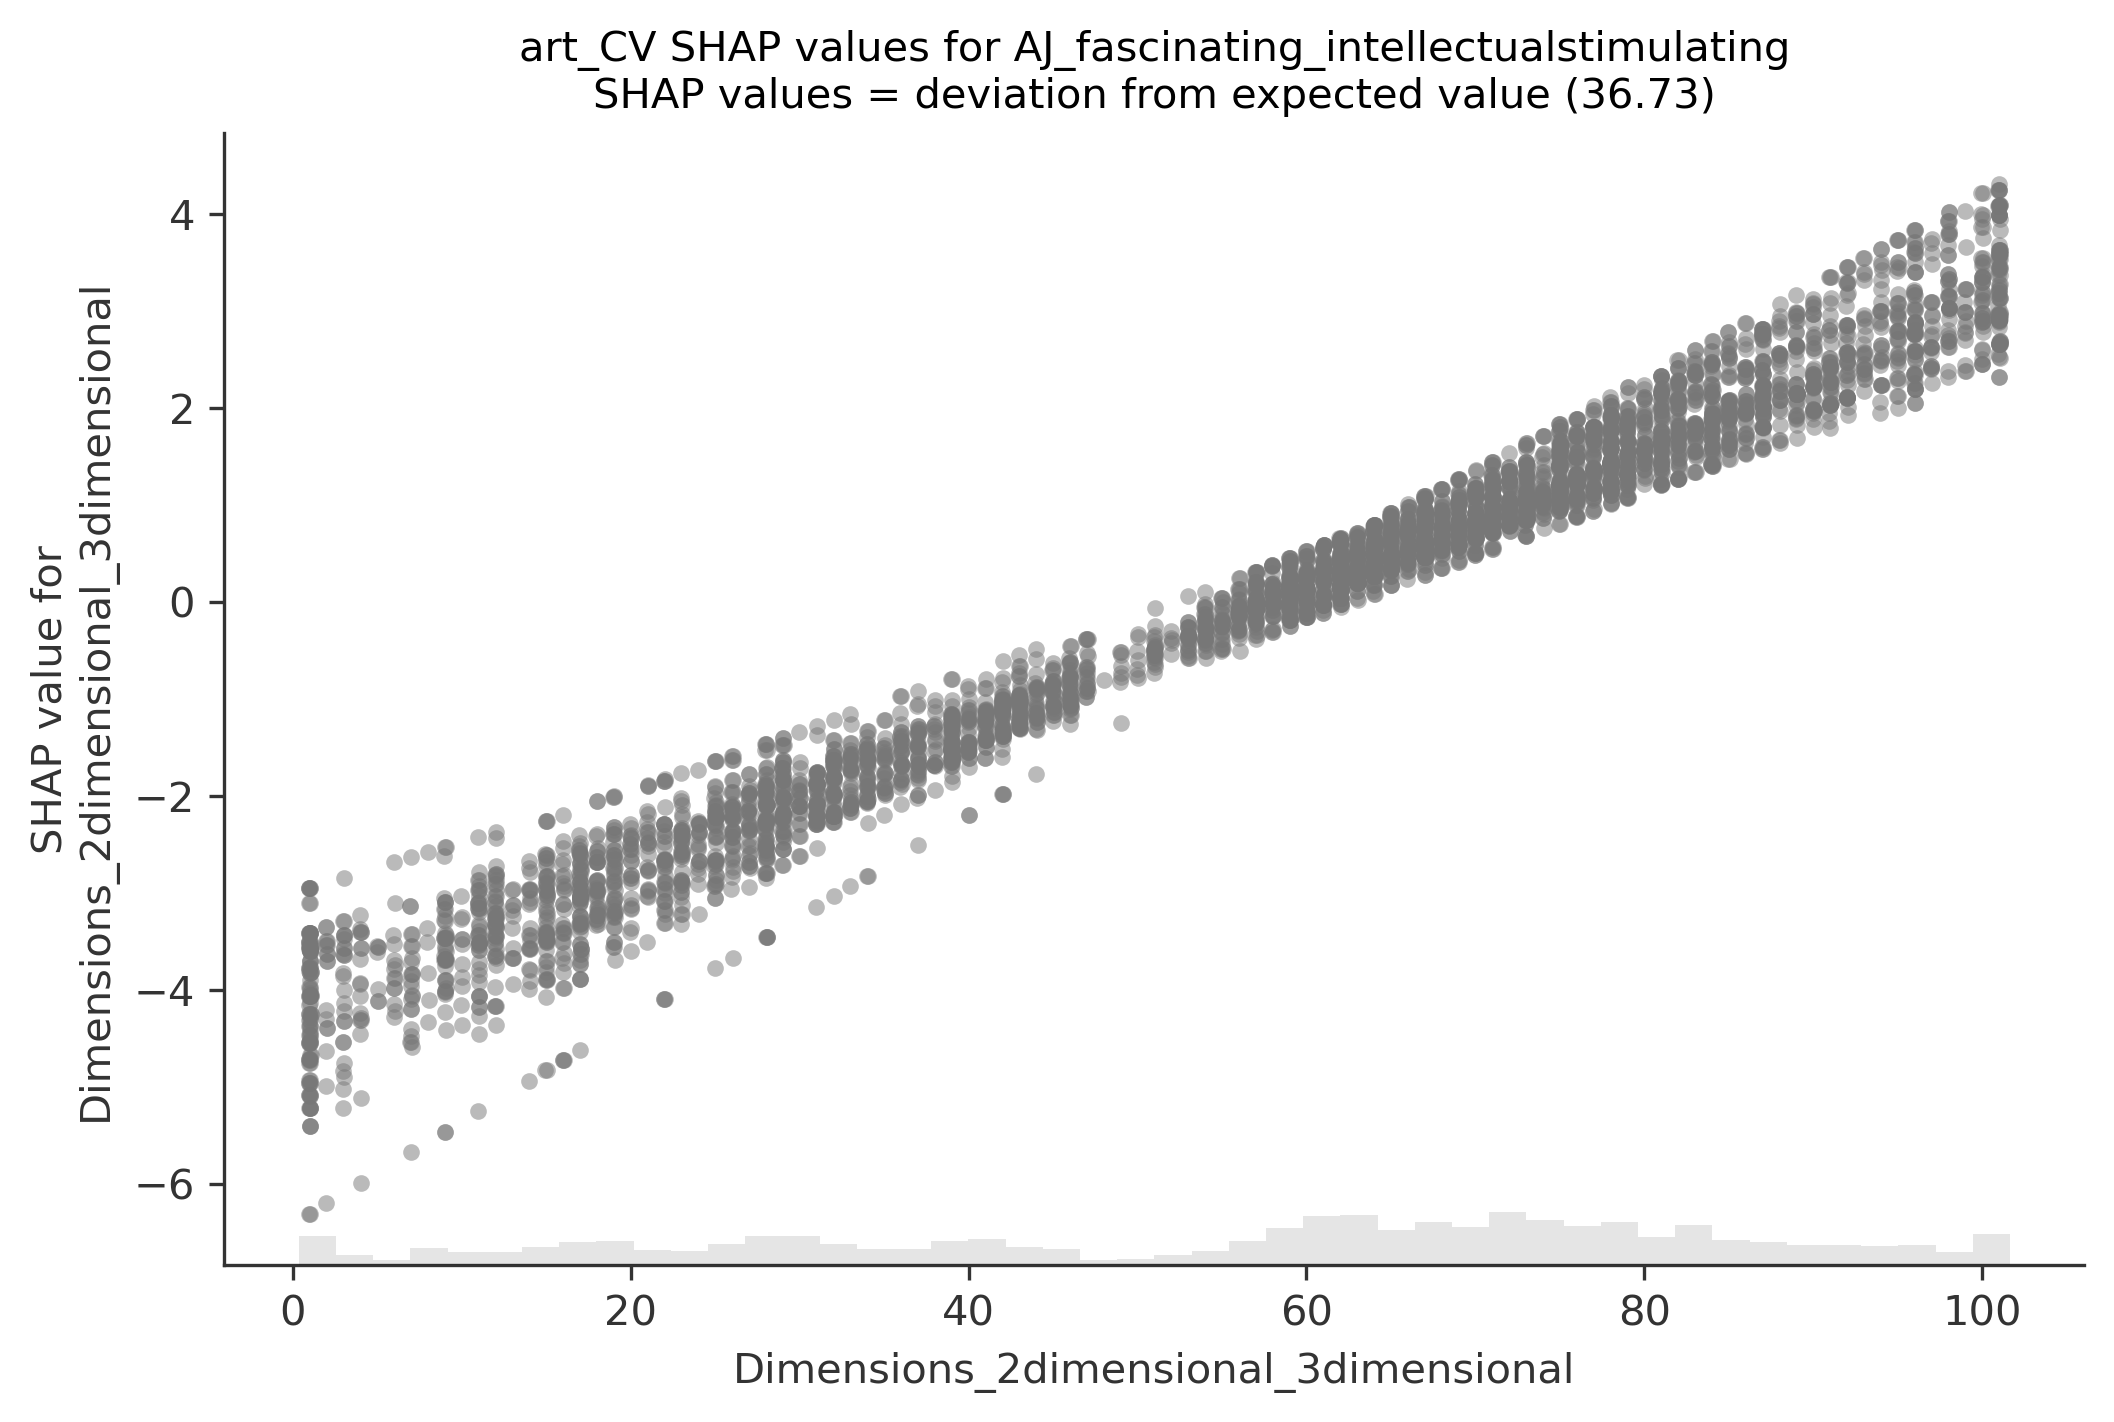 art_CV SHAP values for AJ_fascinating_intellectualstimulating
SHAP values = deviation from expected value (36.73)
SHAP value for
Dimensions_2dimensional_3dimensional
4
2
0
−2
−4
−6
0
20
40
60
80
100
Dimensions_2dimensional_3dimensional